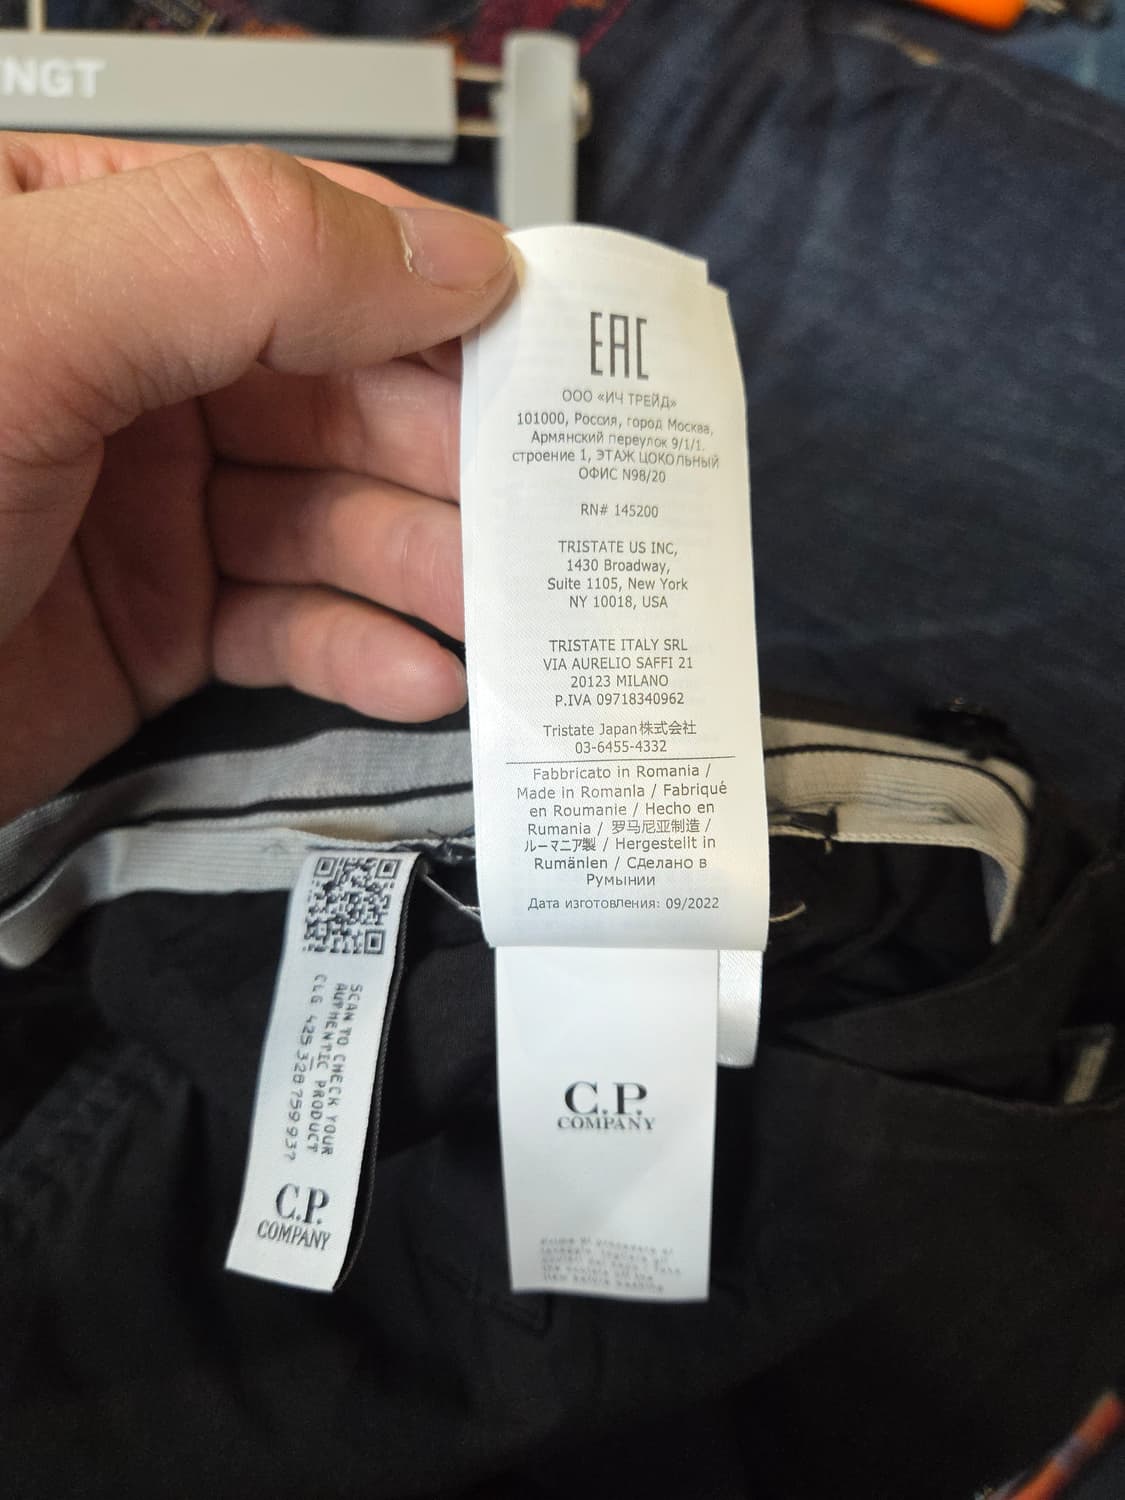 NGT
EAC
ООО «ИЧ ТРЕЙД»
101000, Россия, город Москва,
Армянский переулок 9/1/1.
строение 1, ЭТАЖ ЦОКОЛЬНЫЙ
ОФИС N98/20
RN# 145200
TRISTATE US INC,
1430 Broadway,
Suite 1105, New York
NY 10018, USA
TRISTATE ITALY SRL
VIA AURELIO SAFFI 21
20123 MILANO
P.IVA 09718340962
Tristate Japan株式会社
03-6455-4332
Fabbricato in Romania /
Made in Romania / Fabriqué
en Roumanie / Hecho en
Rumania / 罗马尼亚制造 /
ルーマニア製 / Hergestellt in
Rumänien / Сделано в
Румынии
Дата изготовления: 09/2022
SCAN TO CHECK YOUR
AUTHENTIC PRODUCT
CLG 425 328 759 937
C.P.
COMPANY
C.P.
COMPANY